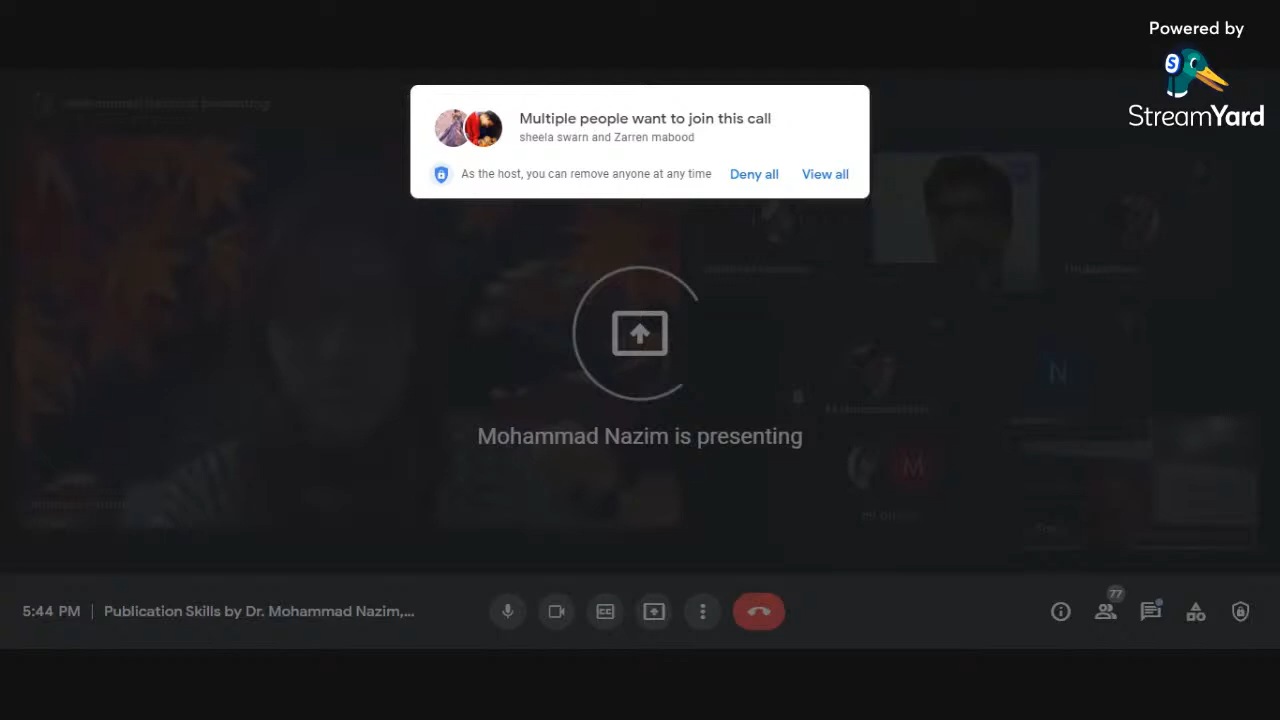 Powered by
StreamYard
Multiple people want to join this call
sheela swarn and Zarren mabood
As the host, you can remove anyone at any time
Deny all
View all
Mohammad Nazim is presenting
N
M
5:44 PM | Publication Skills by Dr. Mohammad Nazim,...
CC
77